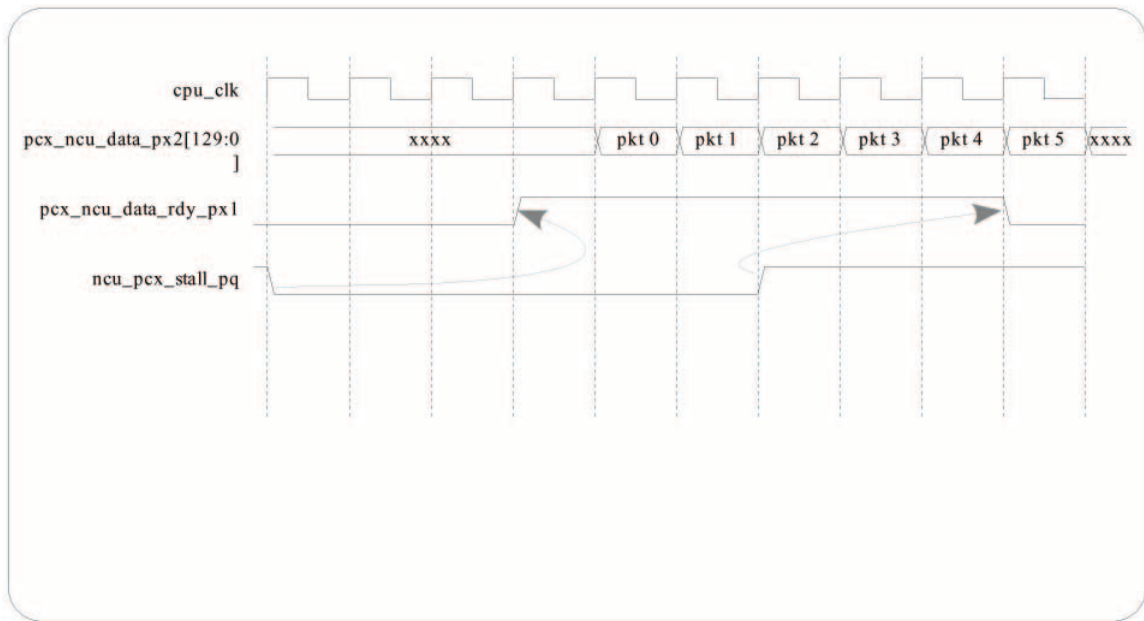 cpu_clk
pcx_ncu_data_px2[129:0
]
xxxx pkt 0 pkt 1 pkt 2 pkt 3 pkt 4 pkt 5 xxxx
pcx_ncu_data_rdy_px1
ncu_pcx_stall_pq